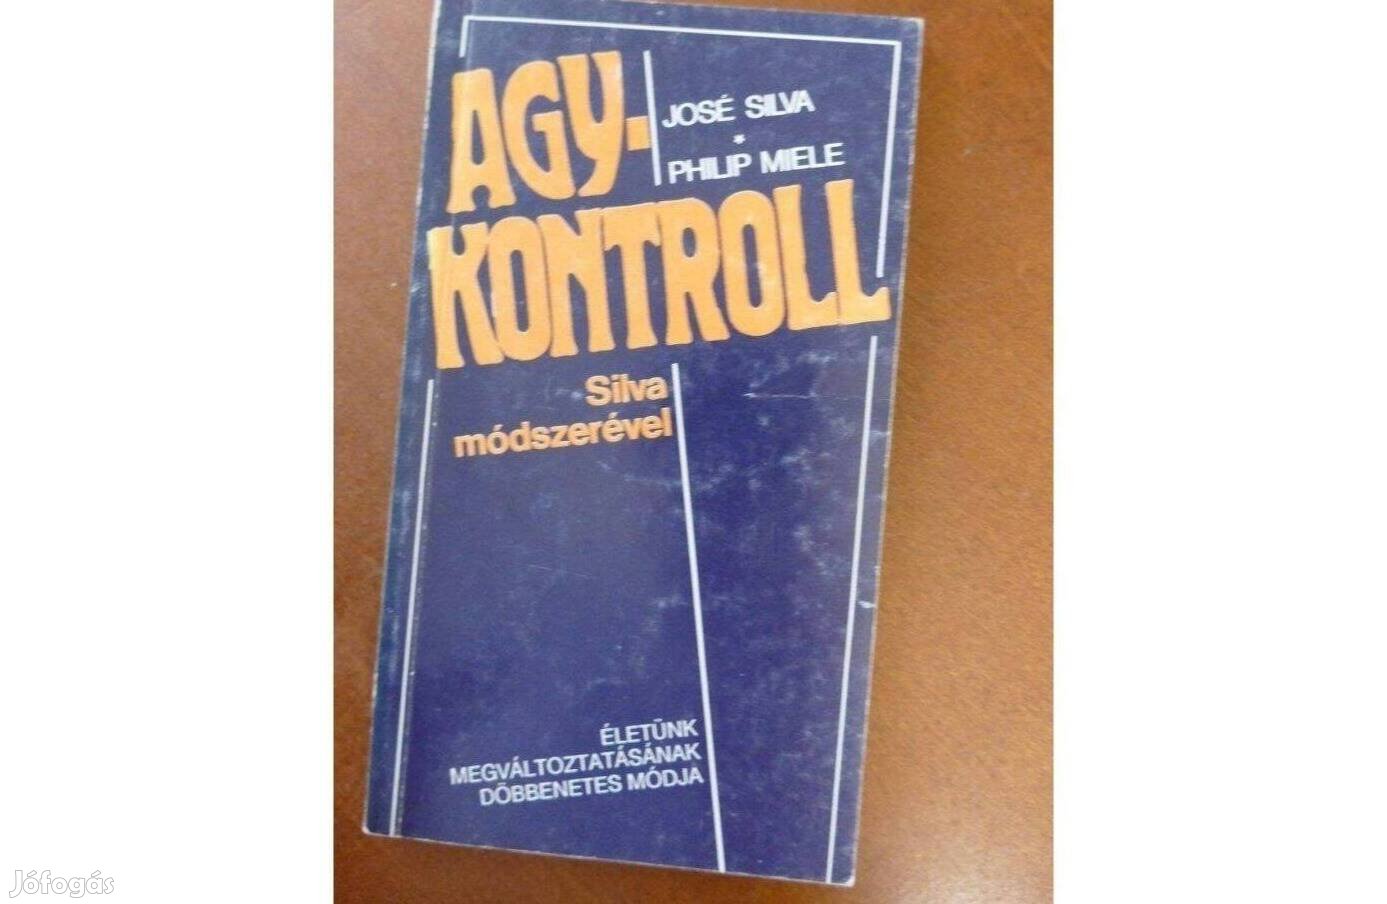 AGY-
JOSÉ SILVA
*
PHILIP MIELE
KONTROLL
Silva
módszerével
ÉLETÜNK
MEGVÁLTOZTATÁSÁNAK
DÖBBENETES MÓDJA
Jófogás